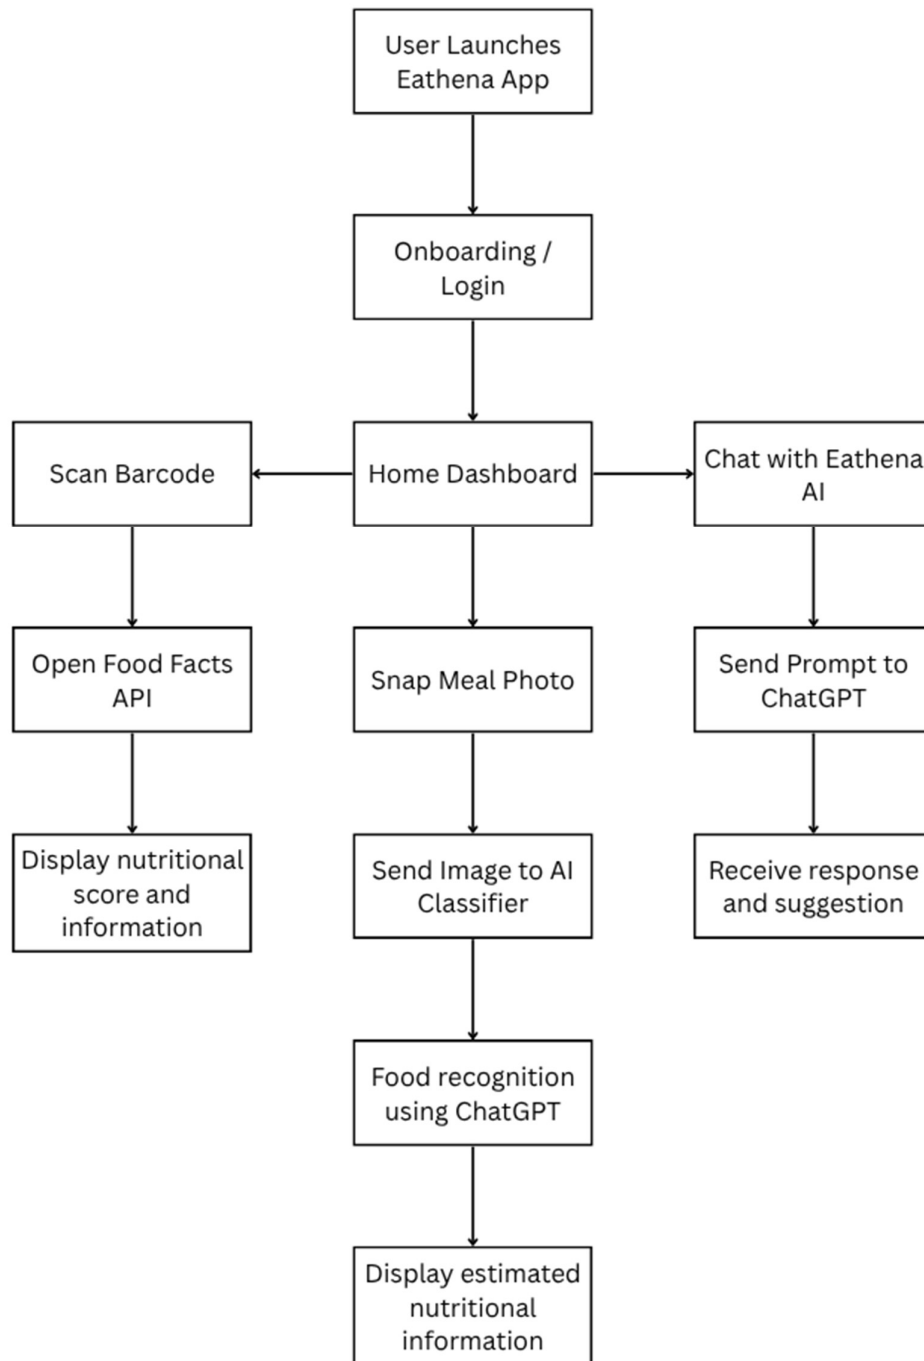 User Launches
Eathena App
Onboarding /
Login
Scan Barcode
Home Dashboard
Chat with Eathena
AI
Open Food Facts
API
Snap Meal Photo
Send Prompt to
ChatGPT
Display nutritional
score and
information
Send Image to AI
Classifier
Receive response
and suggestion
Food recognition
using ChatGPT
Display estimated
nutritional
information